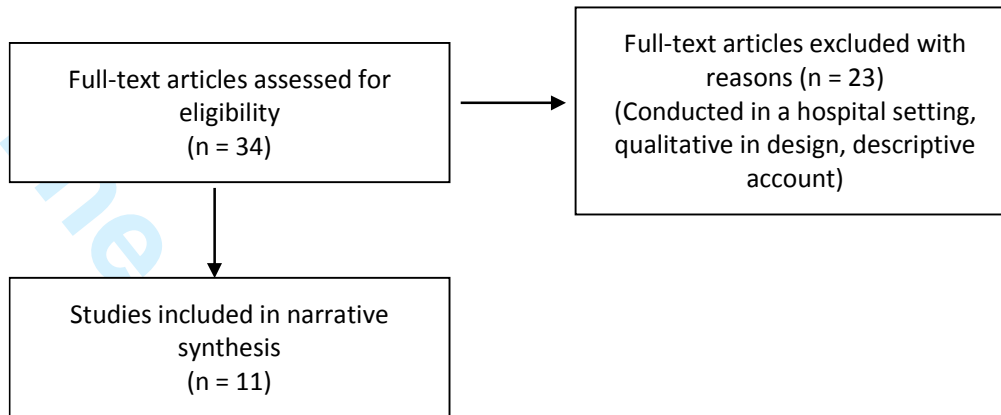 Full-text articles assessed for
eligibility
(n = 34)
Full-text articles excluded with
reasons (n = 23)
(Conducted in a hospital setting,
qualitative in design, descriptive
account)
Studies included in narrative
synthesis
(n = 11)